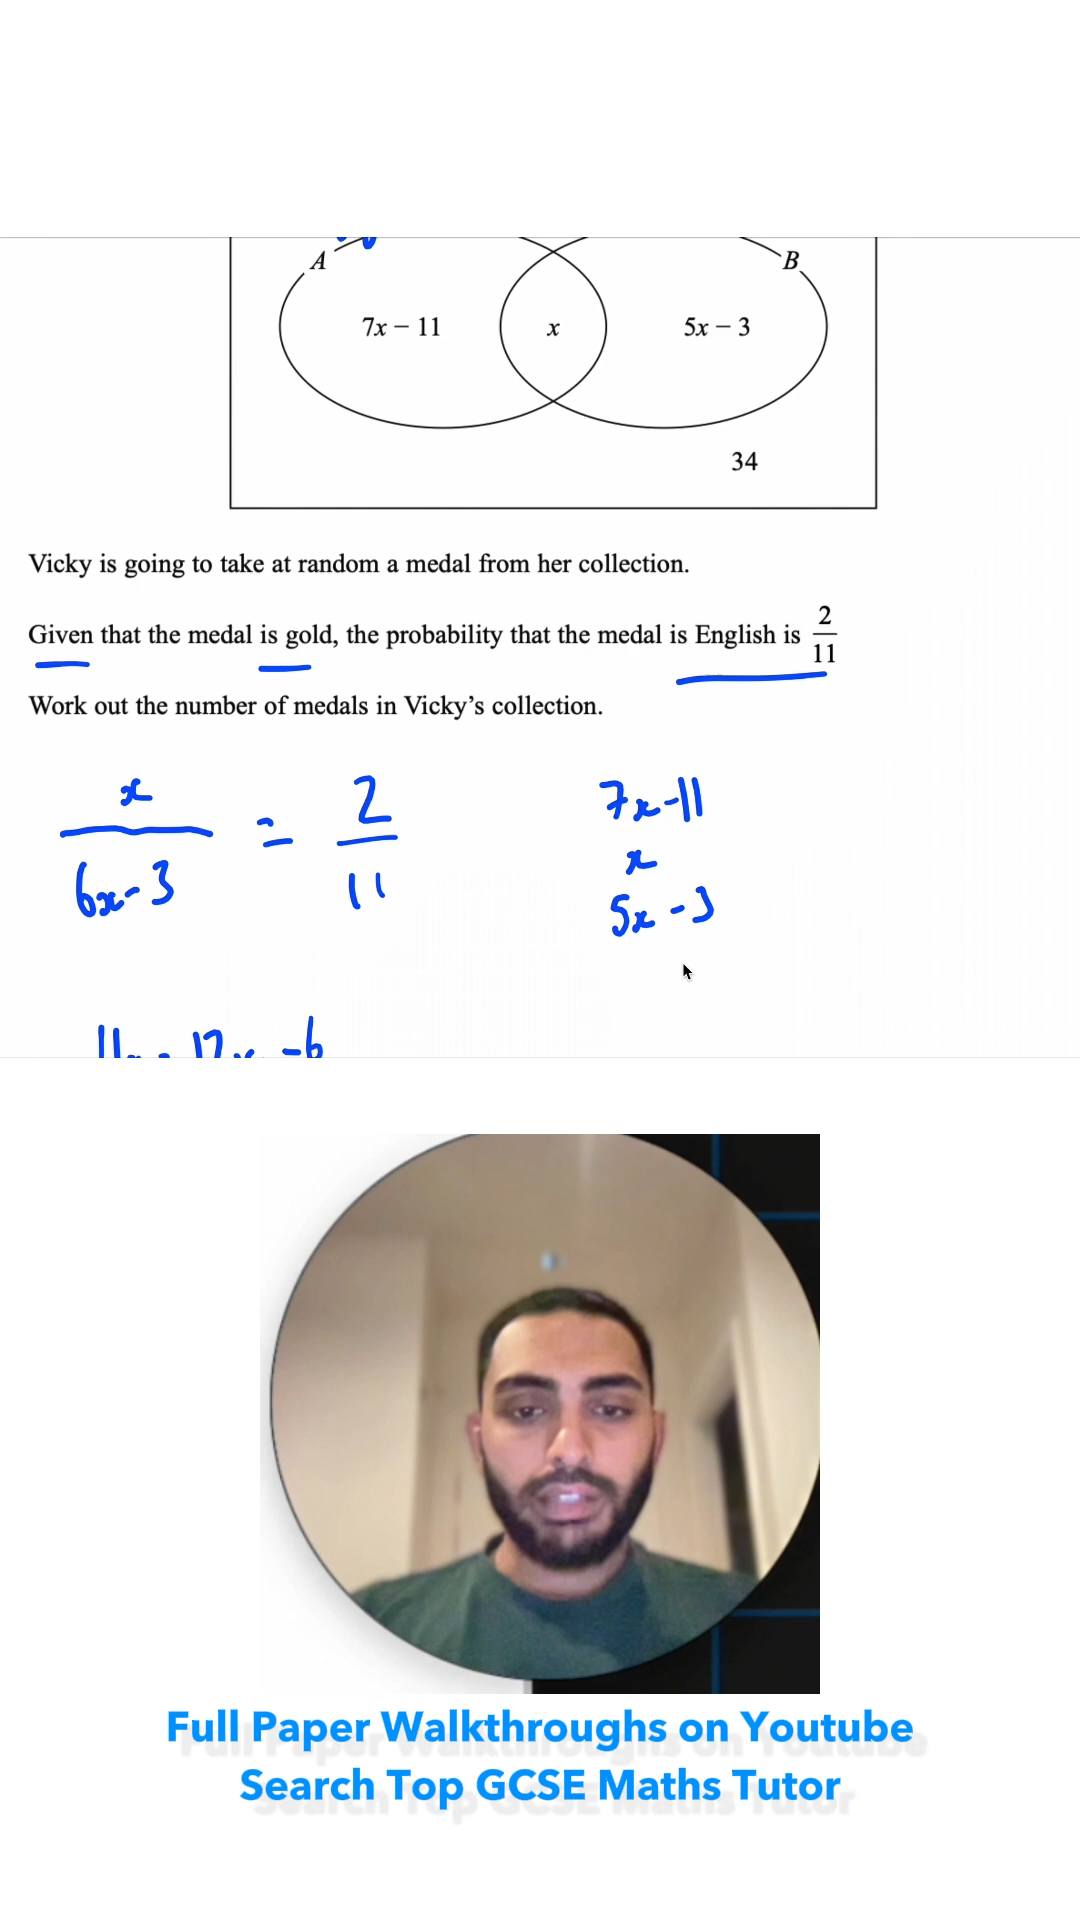 A
B
7x − 11
x
5x − 3
34
Vicky is going to take at random a medal from her collection.
Given that the medal is gold, the probability that the medal is English is 2/11
Work out the number of medals in Vicky’s collection.
x/6x-3 = 2/11
7x-11
x
5x-3
11x = 12x -6
Full Paper Walkthroughs on Youtube
Search Top GCSE Maths Tutor